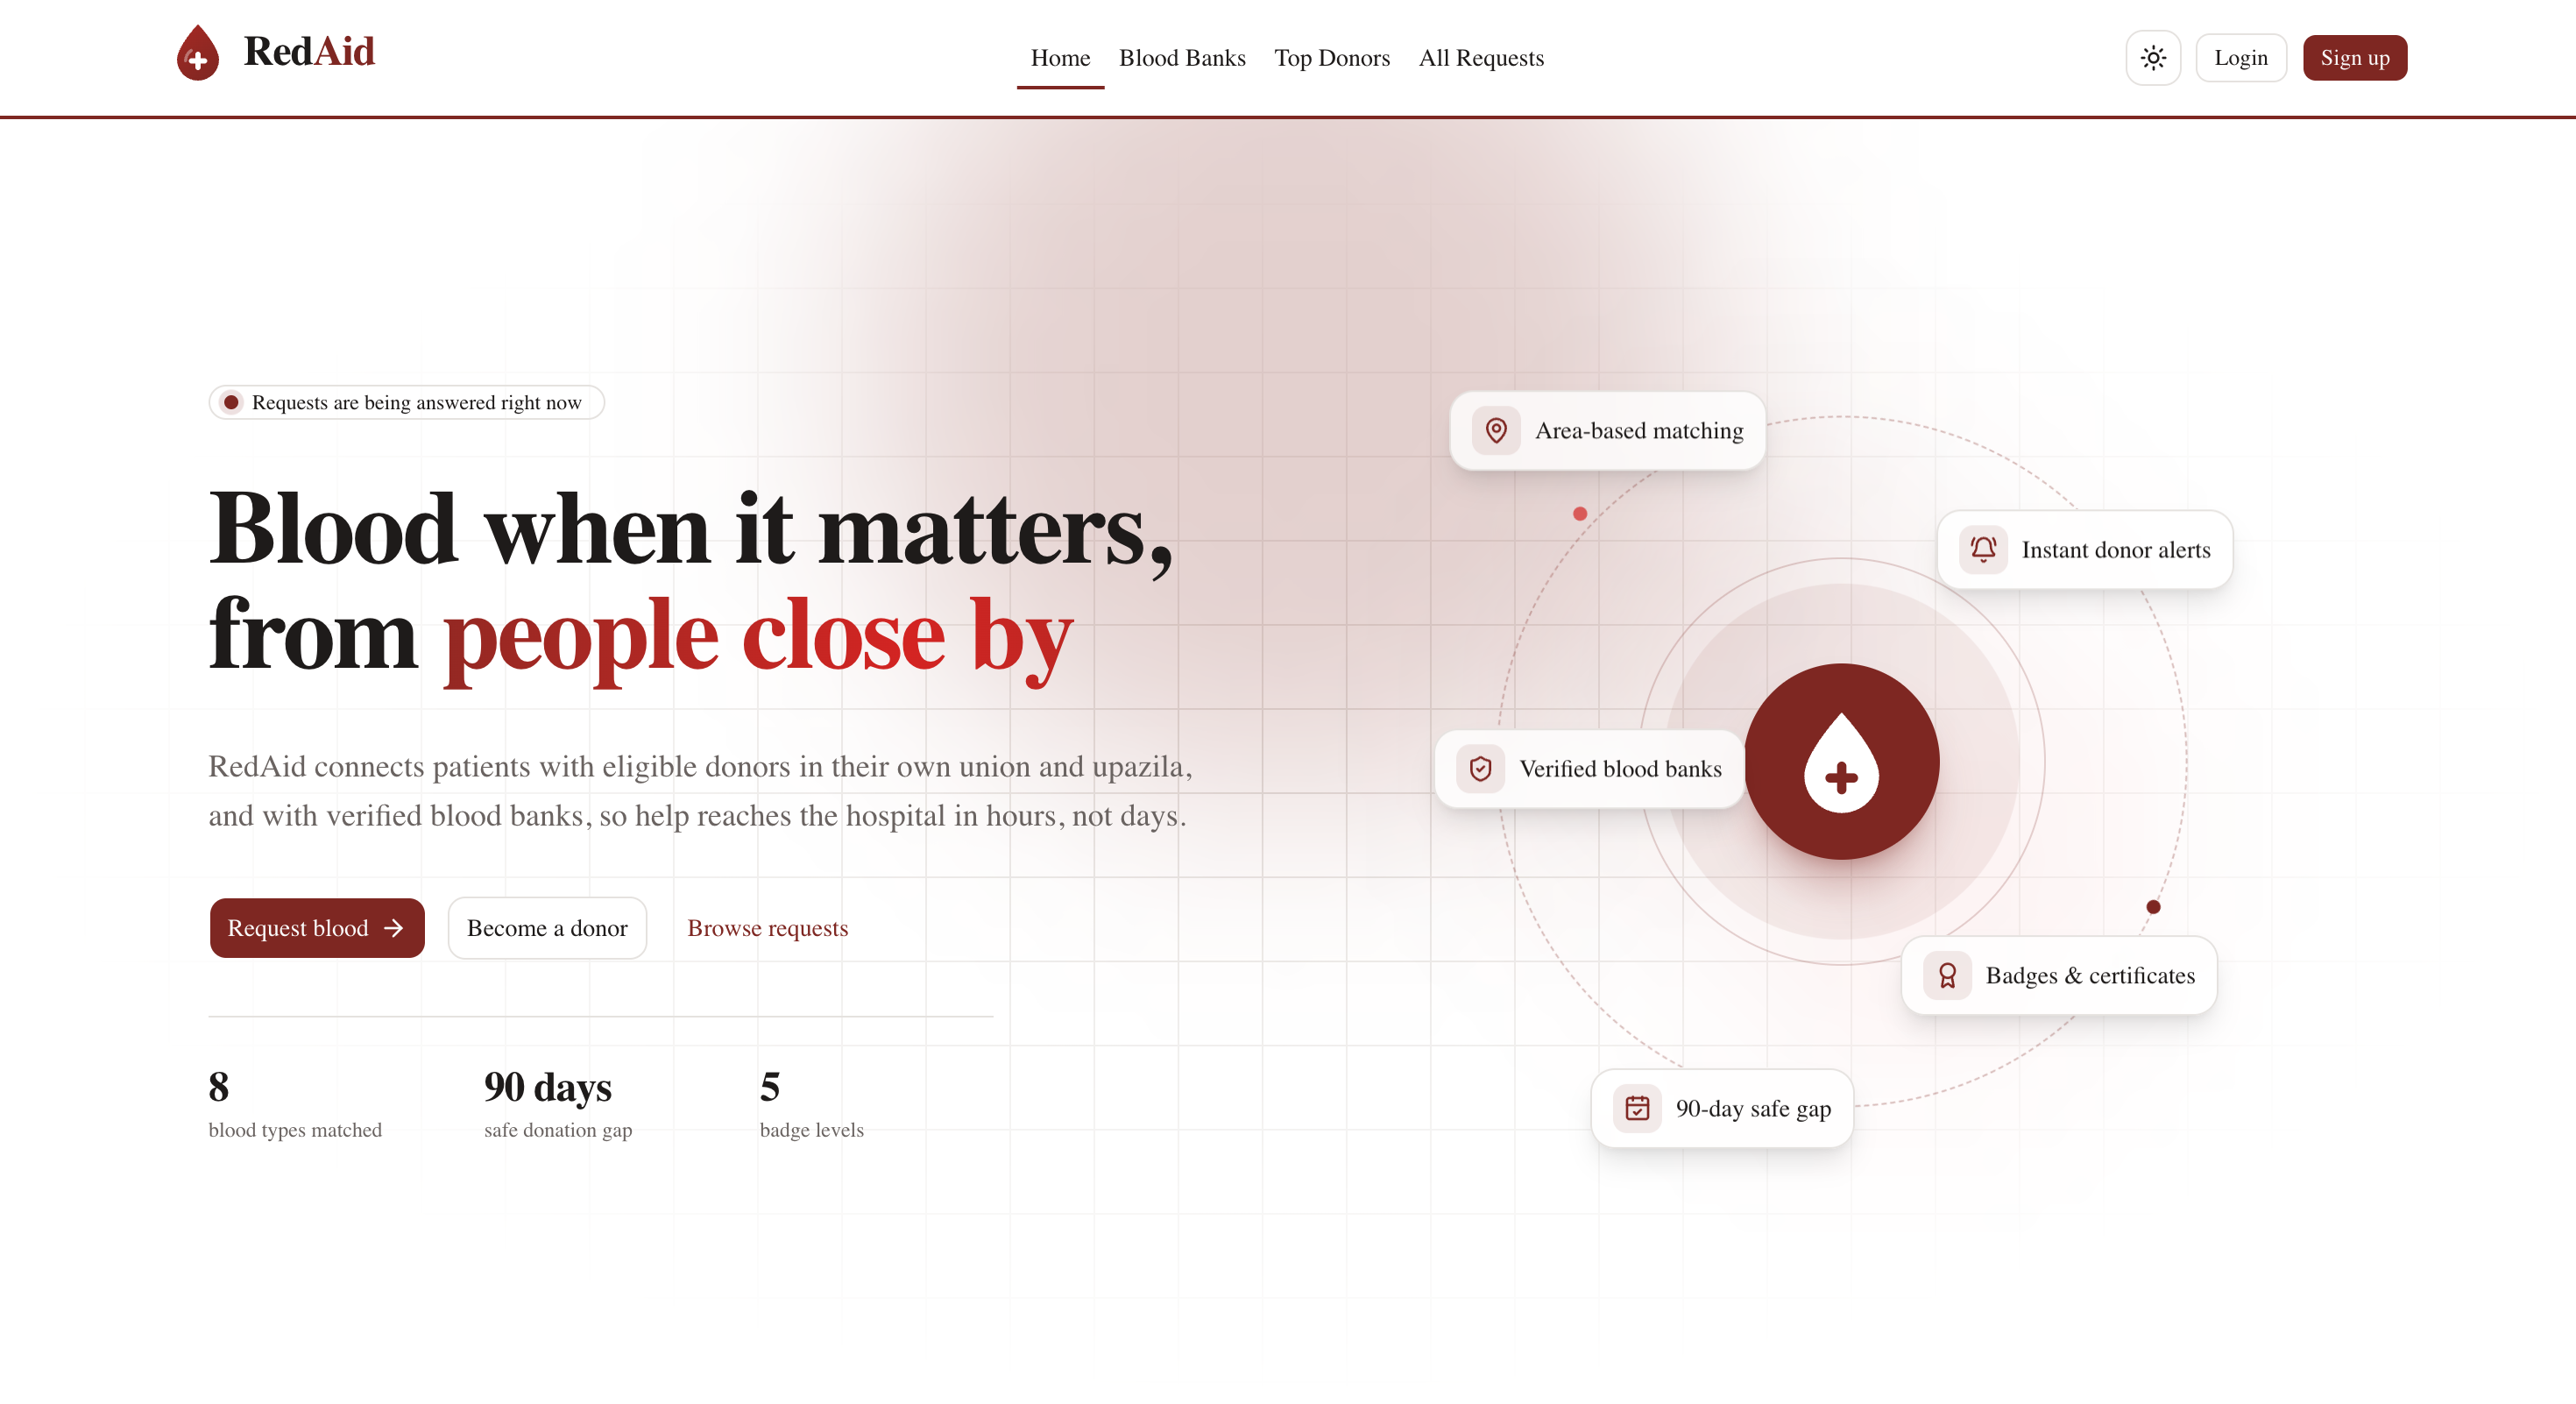 RedAid
Home
Blood Banks
Top Donors
All Requests
Login
Sign up
Requests are being answered right now
Blood when it matters,
from people close by
RedAid connects patients with eligible donors in their own union and upazila,
and with verified blood banks, so help reaches the hospital in hours, not days.
Request blood
Become a donor
Browse requests
8
blood types matched
90 days
safe donation gap
5
badge levels
Area-based matching
Instant donor alerts
Verified blood banks
Badges & certificates
90-day safe gap